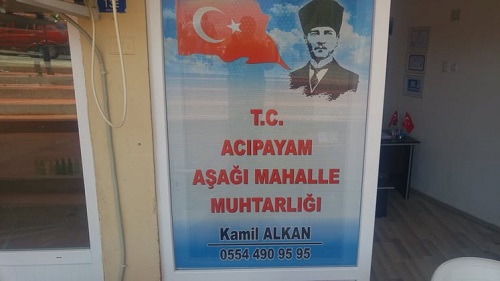 T.C.
ACIPAYAM
AŞAĞI MAHALLE
MUHTARLIĞI
Kamil ALKAN
0554 490 95 95